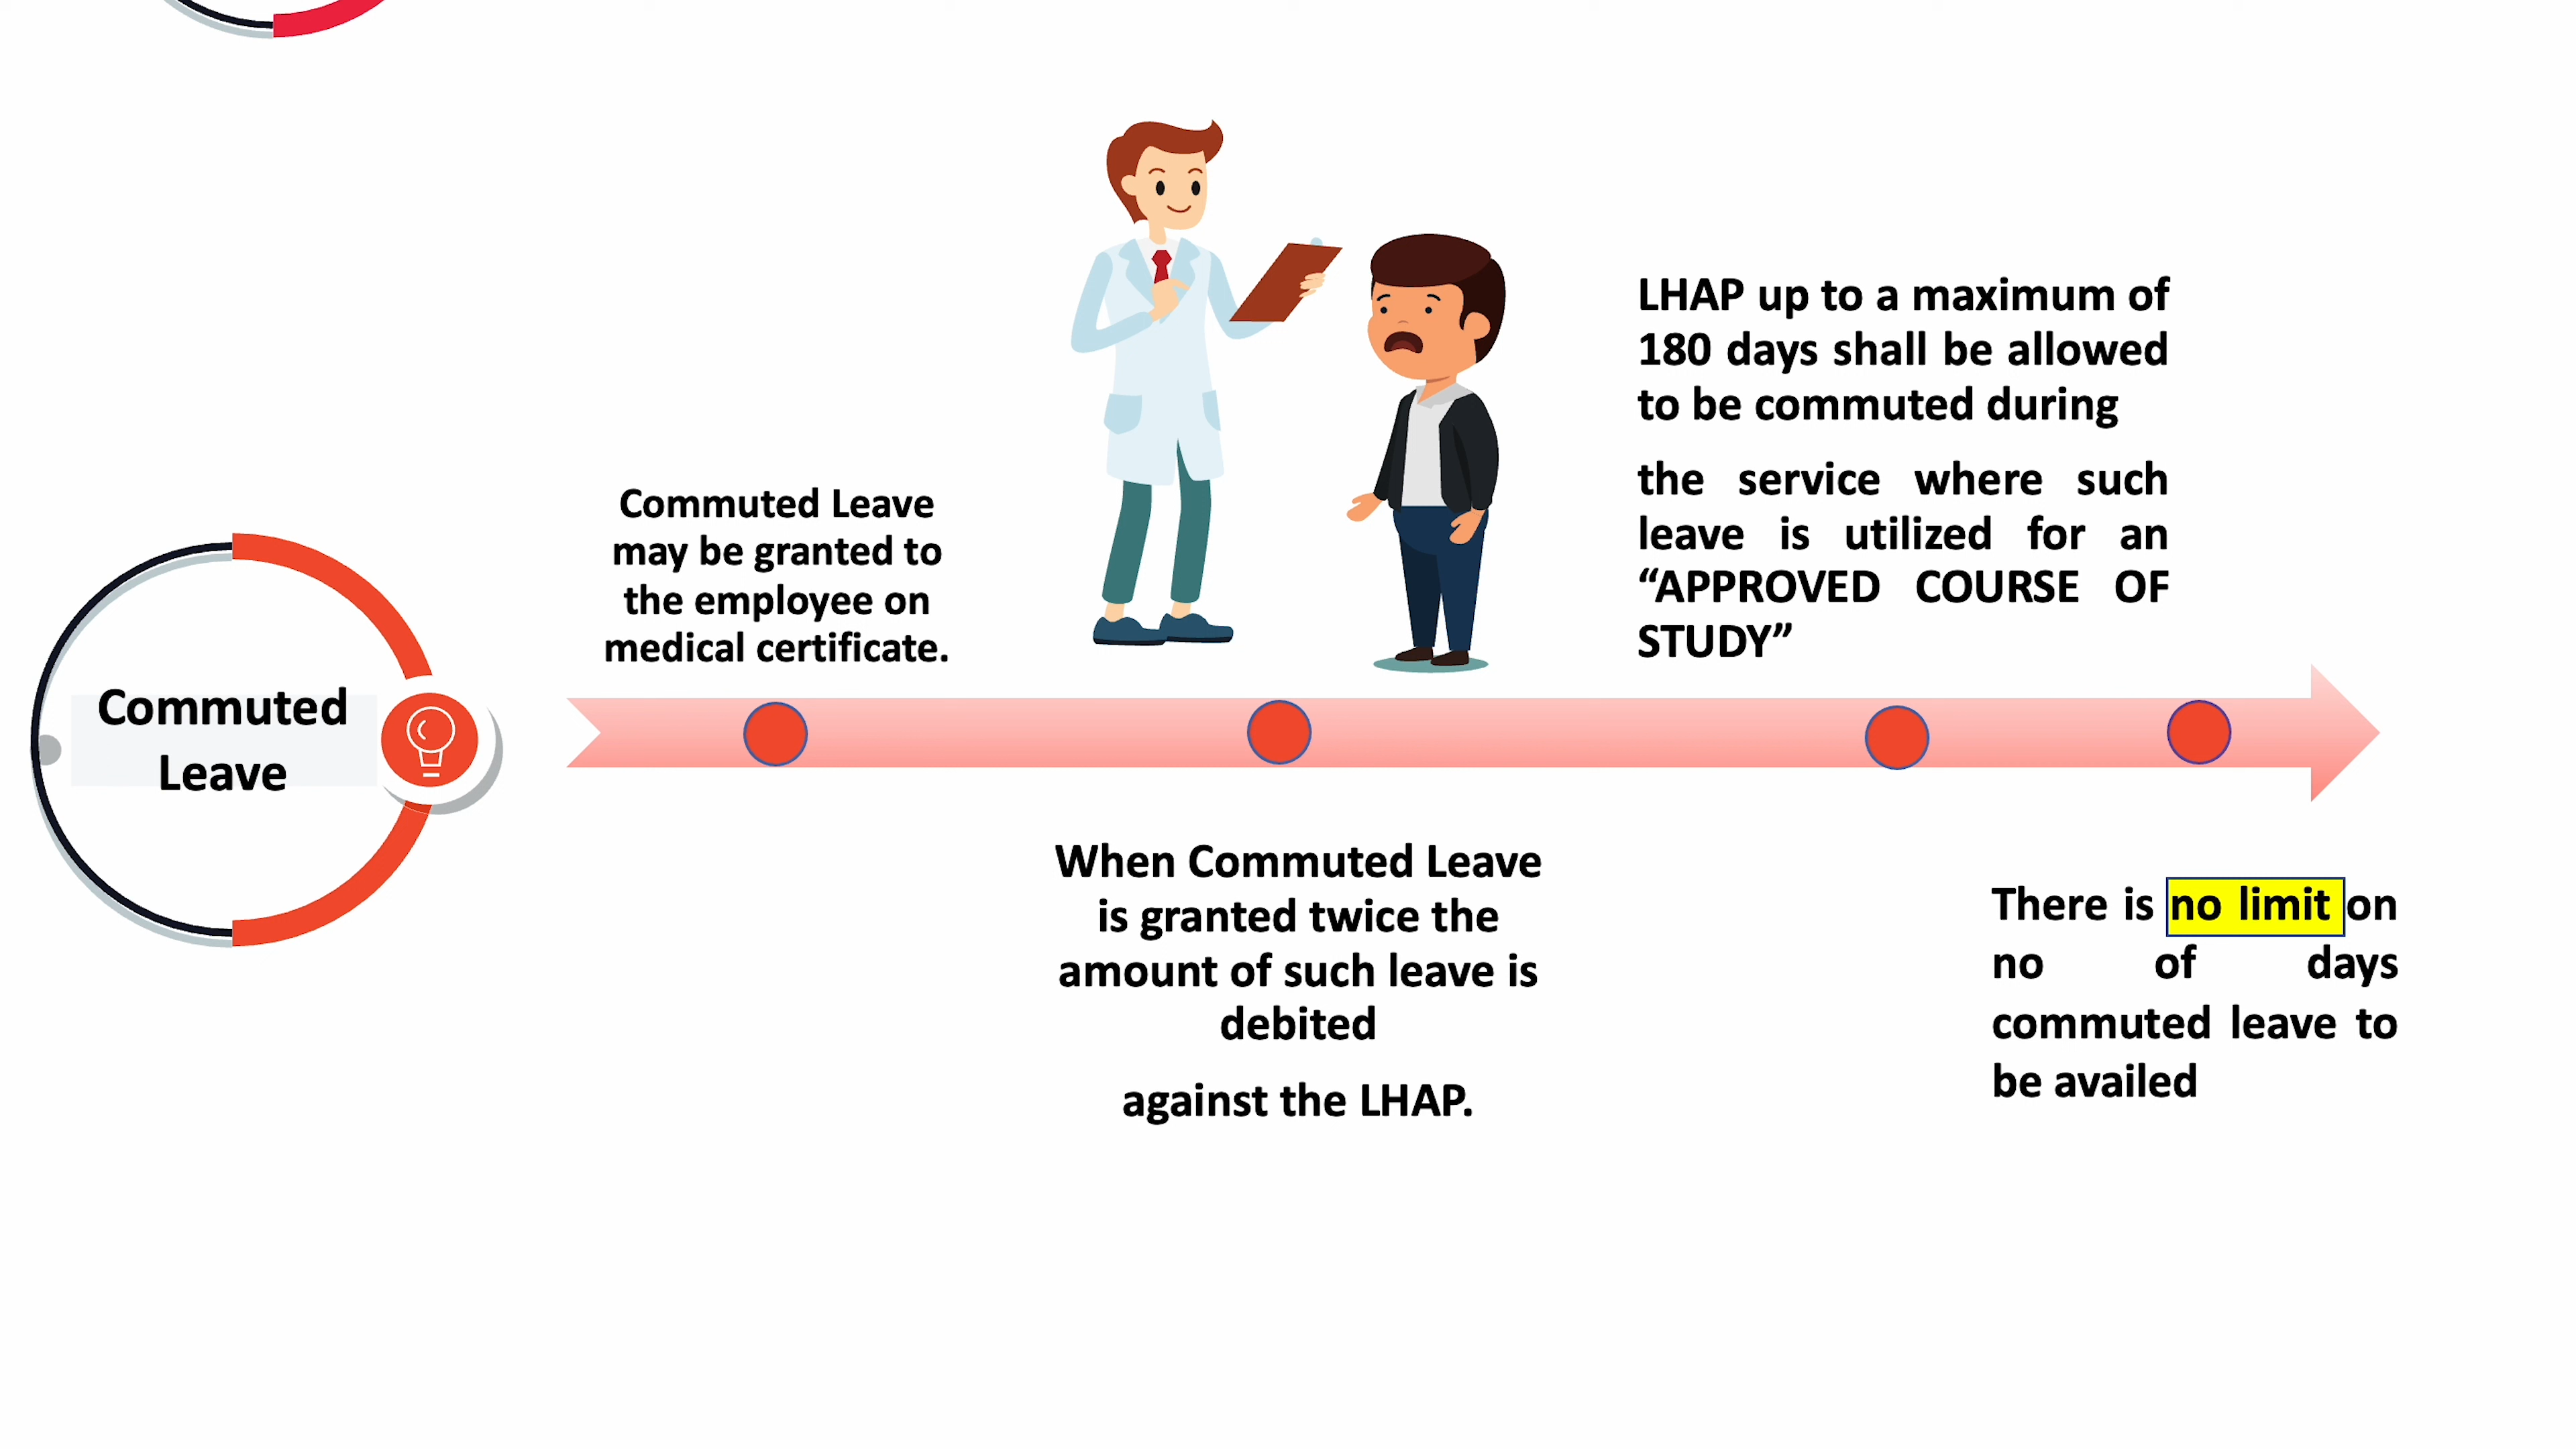 Commuted
Leave
Commuted Leave
may be granted to
the employee on
medical certificate.
When Commuted Leave
is granted twice the
amount of such leave is
debited
against the LHAP.
LHAP up to a maximum of
180 days shall be allowed
to be commuted during
the service where such
leave is utilized for an
“APPROVED COURSE OF
STUDY”
There is no limit on
no of days
commuted leave to
be availed